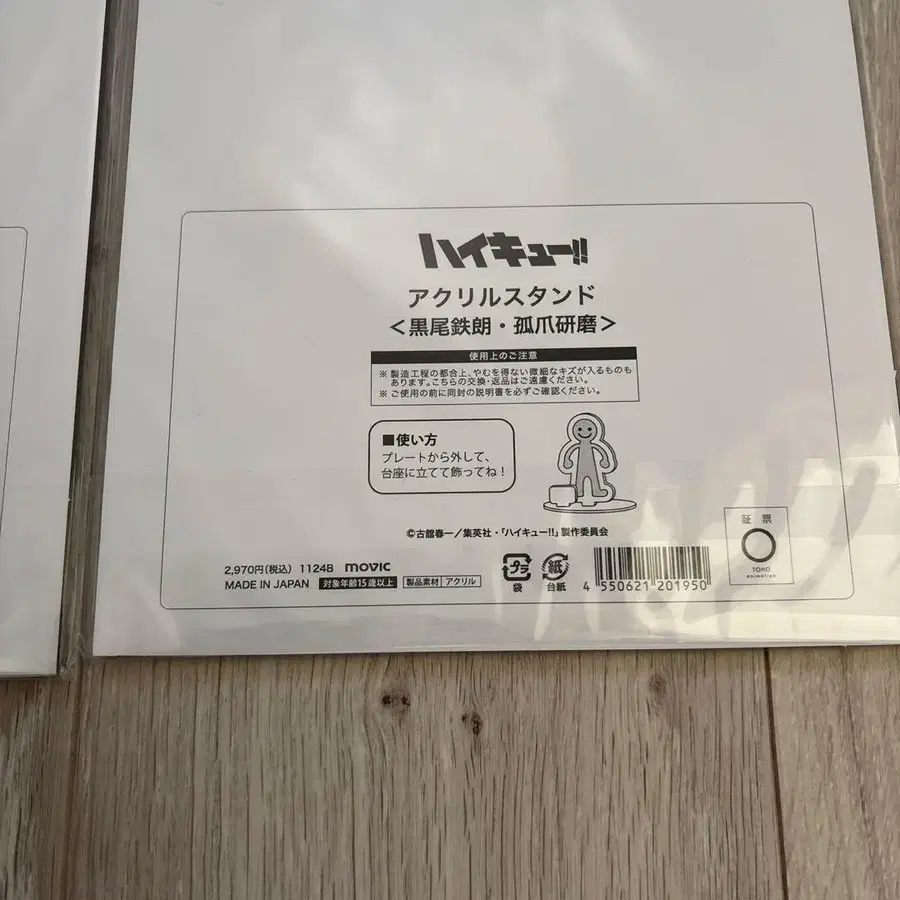 ハイキュー!!
アクリルスタンド
<黒尾鉄朗・孤爪研磨>
使用上のご注意
※ 製造工程の都合上、やむを得ない微細なキズが入るものも
あります。こちらの交換・返品はご遠慮ください。
※ ご使用の前に同封の説明書を必ずご確認ください。
■使い方
プレートから外して、
台座に立てて飾ってね!
©古舘春一/集英社・「ハイキュー!!」製作委員会
2,970円(税込) 1124B movic
MADE IN JAPAN 対象年齢15歳以上 製品素材 アクリル
プラ 袋
紙 台紙
4 550621 201950
証票
TOHO
animation